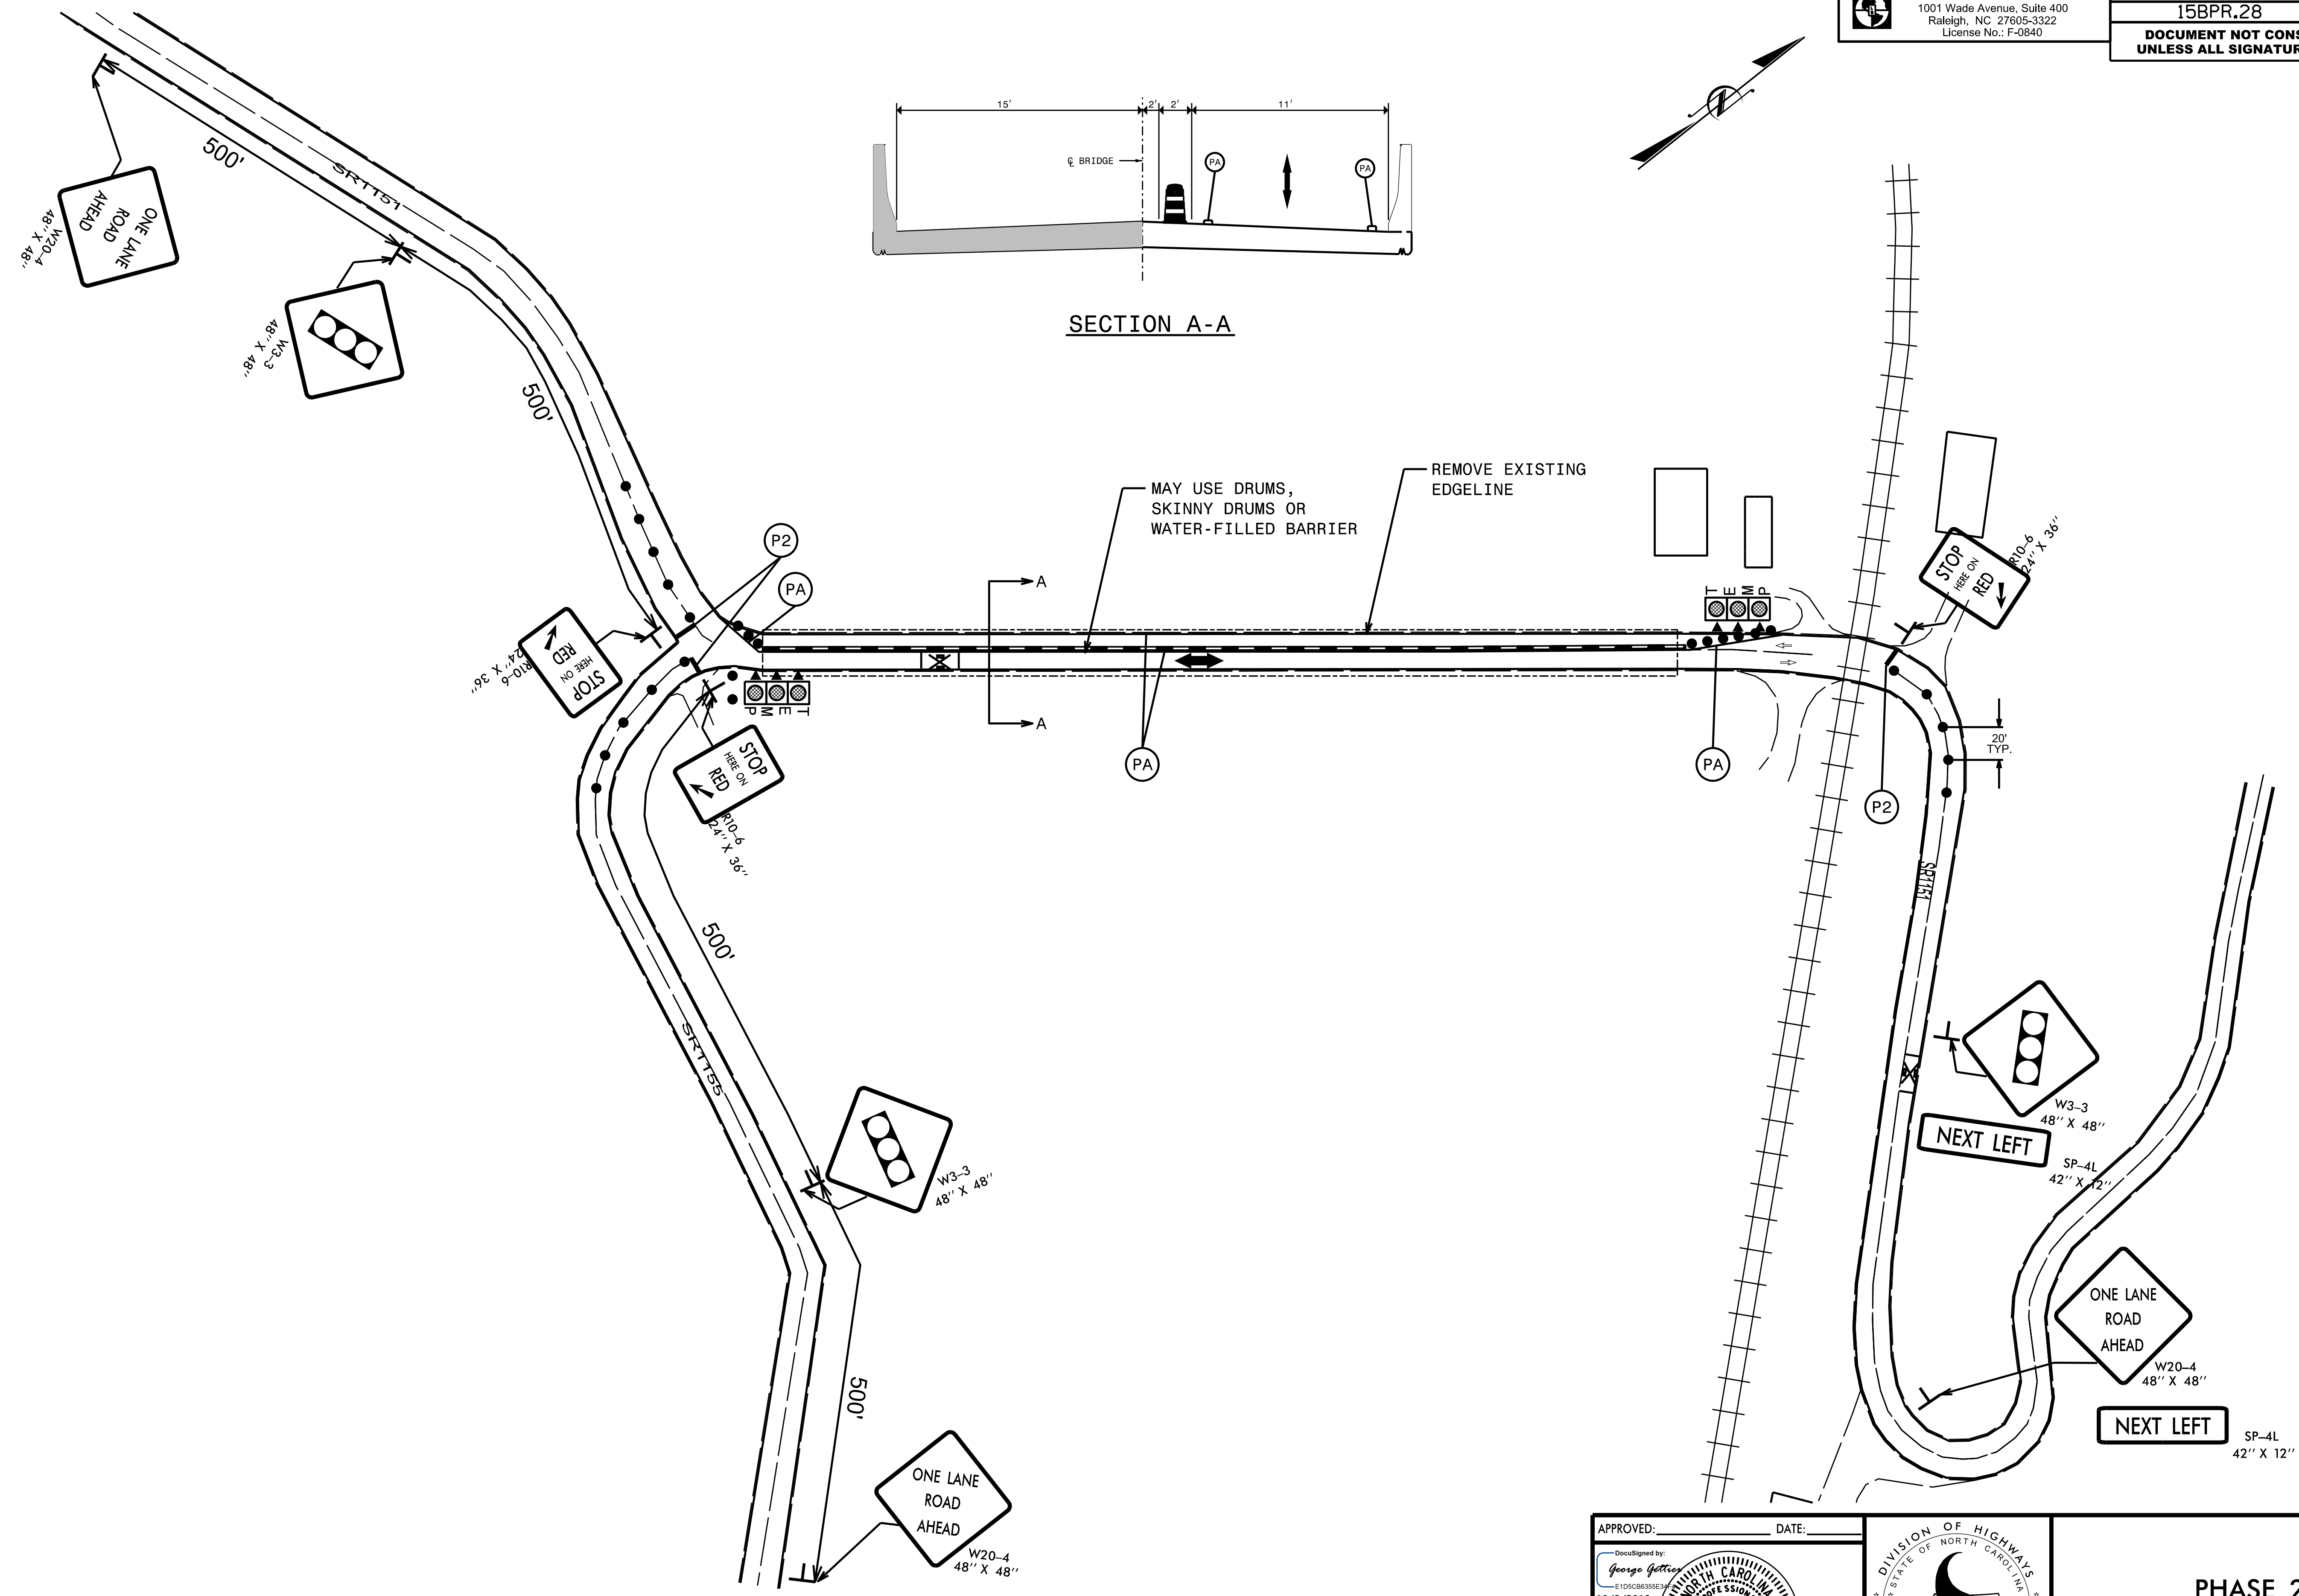 1001 Wade Avenue, Suite 400
Raleigh, NC 27605-3322
License No.: F-0840
15BPR.28
DOCUMENT NOT CONS
UNLESS ALL SIGNATUR
15'
2'
2'
11'
℄ BRIDGE
PA
PA
SECTION A-A
500'
SR1151
ONE LANE
ROAD
AHEAD
W20-4
48" X 48"
W3-3
48" X 48"
500'
MAY USE DRUMS,
SKINNY DRUMS OR
WATER-FILLED BARRIER
REMOVE EXISTING
EDGELINE
P2
PA
A
A
TEMP
STOP
HERE ON
RED
R10-6
24" X 36"
STOP
HERE ON
RED
R10-6
24" X 36"
TEMP
STOP
HERE ON
RED
R10-6
24" X 36"
PA
PA
P2
20'
TYP.
SR1151
500'
SR1155
W3-3
48" X 48"
W3-3
48" X 48"
NEXT LEFT
SP-4L
42" X 12"
ONE LANE
ROAD
AHEAD
W20-4
48" X 48"
NEXT LEFT
SP-4L
42" X 12"
500'
ONE LANE
ROAD
AHEAD
W20-4
48" X 48"
APPROVED:
DATE:
DocuSigned by:
George Gettier
DIVISION OF HIGHWAYS
STATE OF NORTH CAROLINA
NORTH CAROLI
PHASE 2